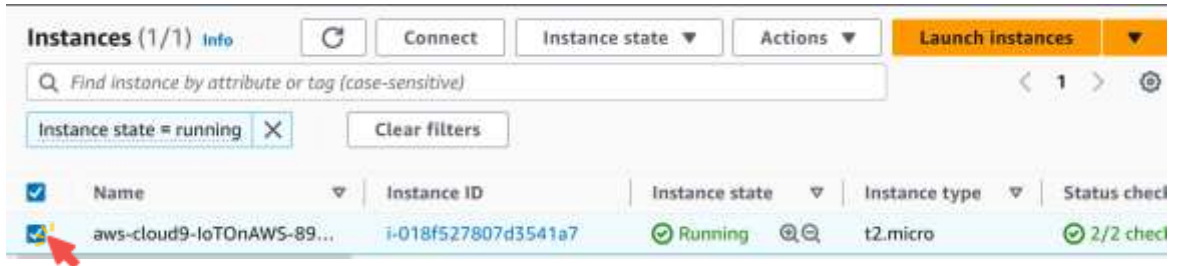 Instances (1/1) Info Connect Instance state Actions Launch instances
Find instance by attribute or tag (case-sensitive) 1
Instance state = running Clear filters
Name Instance ID Instance state Instance type Status chec
aws-cloud9-IoTOnAWS-89... i-018f527807d3541a7 Running t2.micro 2/2 chec